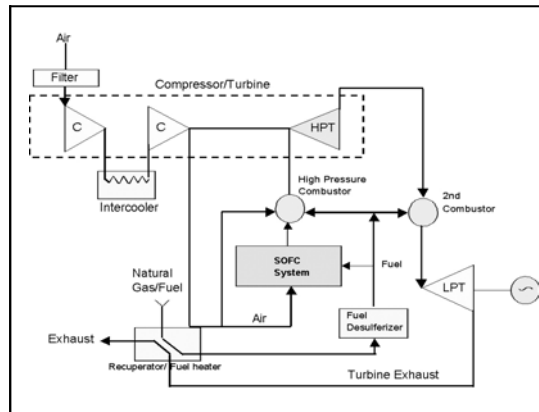 Air
Filter
Compressor/Turbine
C
C
HPT
Intercooler
High Pressure
Combustor
2nd
Combustor
SOFC
System
Natural
Gas/Fuel
Fuel
LPT
Air
Fuel
Desulferizer
Exhaust
Recuperator/ Fuel heater
Turbine Exhaust